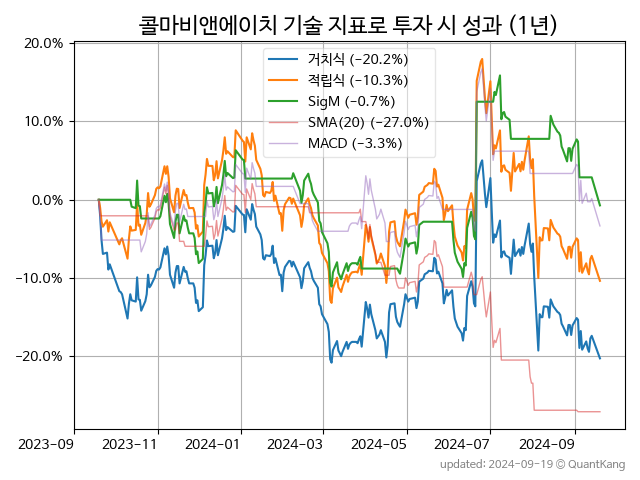 콜마비앤에이치 기술 지표로 투자 시 성과 (1년)
20.0%
10.0%
0.0%
−10.0%
−20.0%
거치식 (−20.2%)
적립식 (−10.3%)
SigM (−0.7%)
SMA(20) (−27.0%)
MACD (−3.3%)
2023-09 2023-11 2024-01 2024-03 2024-05 2024-07 2024-09
updated: 2024-09-19 © QuantKang